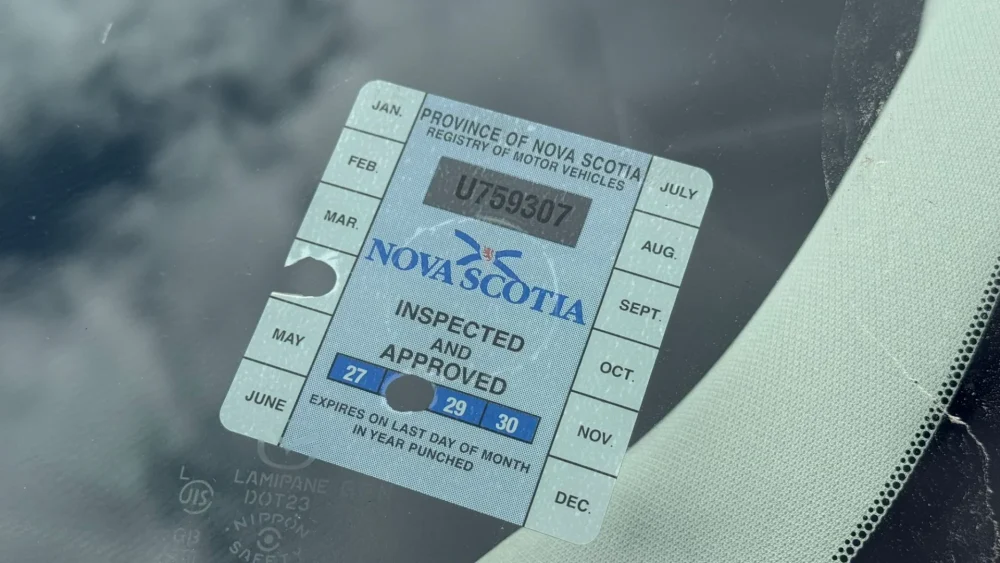 JAN.
FEB.
MAR.
MAY
JUNE
PROVINCE OF NOVA SCOTIA
REGISTRY OF MOTOR VEHICLES
U759307
NOVA SCOTIA
INSPECTED
AND
APPROVED
27 29 30
EXPIRES ON LAST DAY OF MONTH
IN YEAR PUNCHED
JULY
AUG.
SEPT.
OCT.
NOV.
DEC.
LAMIPANE
DOT23
NIPPON